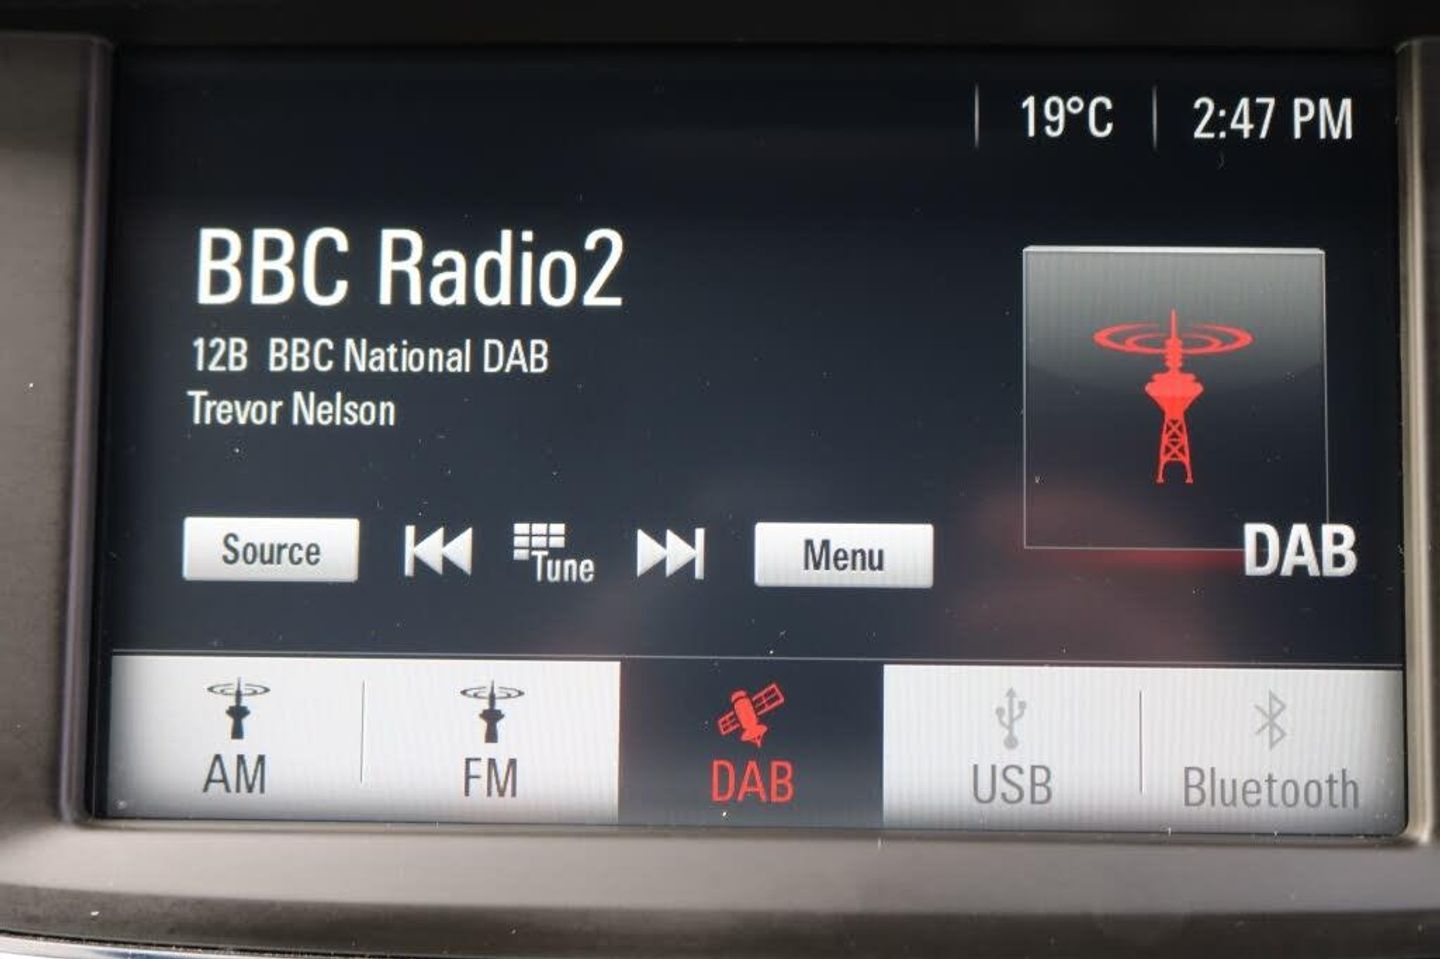 19°C 2:47 PM
BBC Radio2
12B BBC National DAB
Trevor Nelson
Source Tune Menu
DAB
AM FM DAB USB Bluetooth